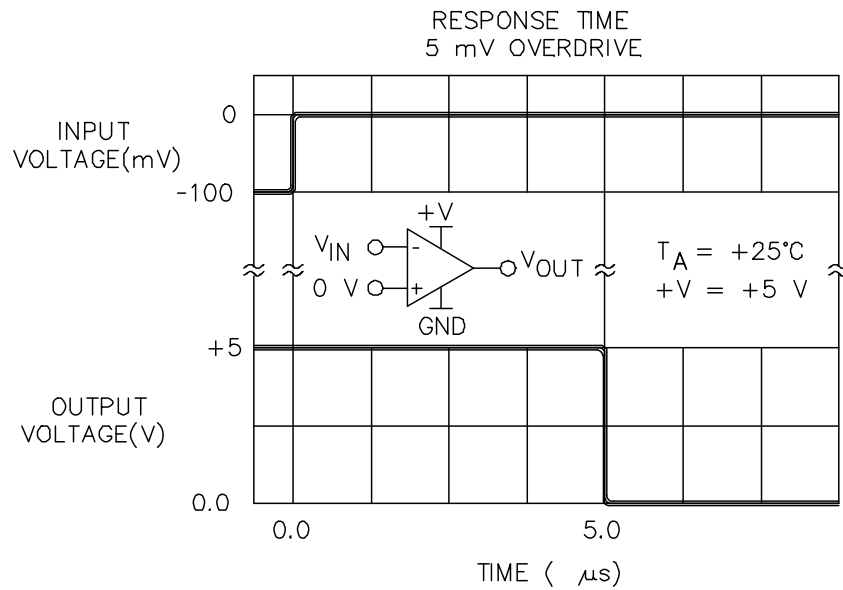 RESPONSE TIME
5 mV OVERDRIVE
0
INPUT
VOLTAGE(mV)
-100
+V
VIN
-
VOUT
0 V
+
GND
TA = +25°C
+V = +5 V
+5
OUTPUT
VOLTAGE(V)
0.0
0.0 5.0
TIME ( μs)